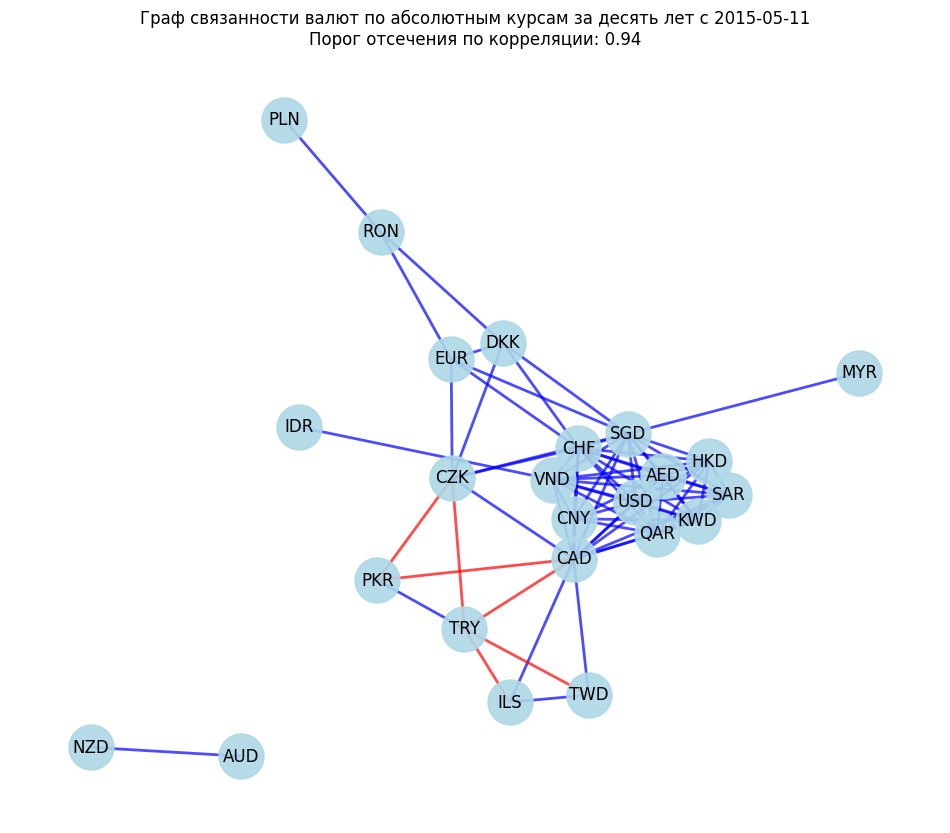 Граф связанности валют по абсолютным курсам за десять лет с 2015-05-11
Порог отсечения по корреляции: 0.94
PLN
RON
DKK
EUR
MYR
IDR
SGD
CHF
HKD
CZK
VND
AED
USD
SAR
CNY
KWD
QAR
CAD
PKR
TRY
ILS
TWD
NZD
AUD